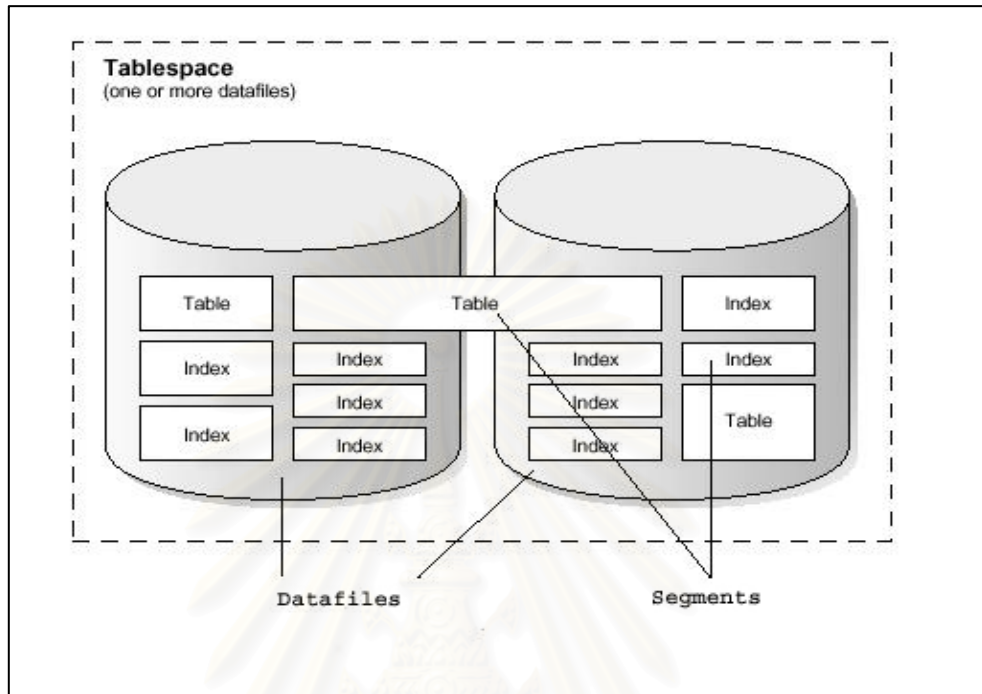 Tablespace
(one or more datafiles)
Table
Table
Index
Index
Index
Index
Index
Index
Index
Index
Table
Index
Index
Index
Datafiles
Segments